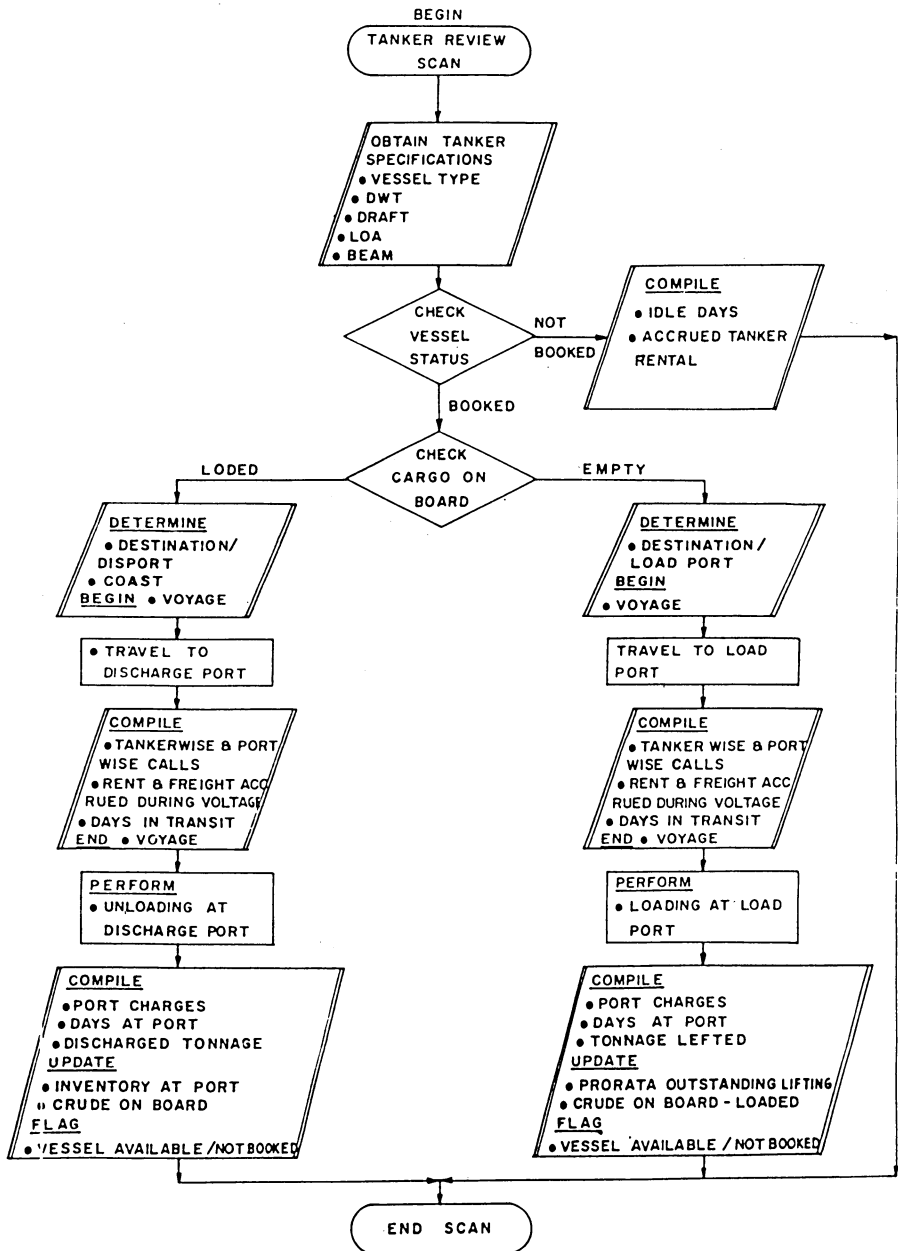 BEGIN
TANKER REVIEW
SCAN
OBTAIN TANKER
SPECIFICATIONS
• VESSEL TYPE
• DWT
• DRAFT
• LOA
• BEAM
CHECK
VESSEL
STATUS
NOT
BOOKED
COMPILE
• IDLE DAYS
• ACCRUED TANKER
RENTAL
BOOKED
CHECK
CARGO ON
BOARD
LODED
EMPTY
DETERMINE
• DESTINATION/
DISPORT
• COAST
BEGIN • VOYAGE
• TRAVEL TO
DISCHARGE PORT
COMPILE
• TANKERWISE & PORT
WISE CALLS
• RENT & FREIGHT ACC
RUED DURING VOLTAGE
• DAYS IN TRANSIT
END • VOYAGE
PERFORM
• UNLOADING AT
DISCHARGE PORT
COMPILE
• PORT CHARGES
• DAYS AT PORT
• DISCHARGED TONNAGE
UPDATE
• INVENTORY AT PORT
• CRUDE ON BOARD
FLAG
• VESSEL AVAILABLE/NOT BOOKED
DETERMINE
• DESTINATION/
LOAD PORT
BEGIN
• VOYAGE
TRAVEL TO LOAD
PORT
COMPILE
• TANKER WISE & PORT
WISE CALLS
• RENT & FREIGHT ACC
RUED DURING VOLTAGE
• DAYS IN TRANSIT
END • VOYAGE
PERFORM
• LOADING AT LOAD
PORT
COMPILE
• PORT CHARGES
• DAYS AT PORT
• TONNAGE LEFTED
UPDATE
• PRORATA OUTSTANDING LIFTING
• CRUDE ON BOARD - LOADED
FLAG
• VESSEL AVAILABLE / NOT BOOKED
END SCAN